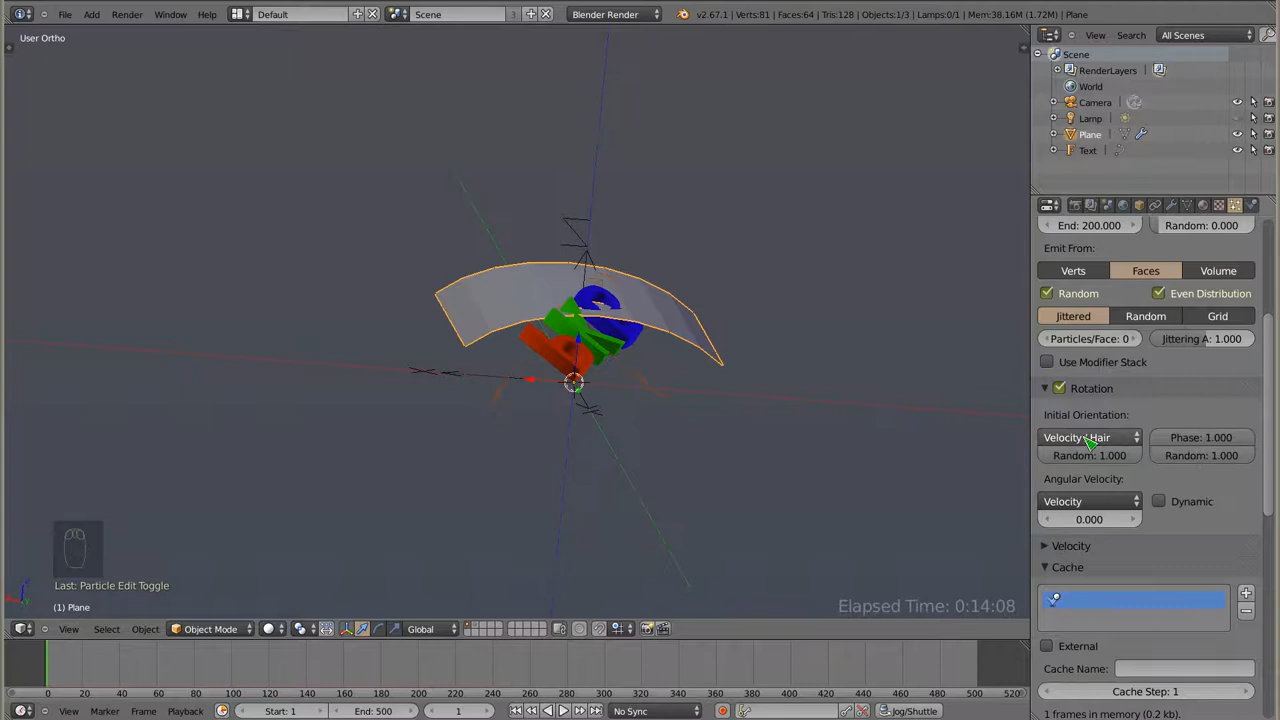 File Render Window Help Default Scene 3 Blender Render v2.67.1 | Verts:81 | Faces:64 | Tris:128 | Objects:1/3 | Lamps:0/1 | Mem:38.16M (1.72M) | Plane
User Ortho
View Search All Scenes
Scene
RenderLayers
World
Camera
Lamp
Plane
Text
End: 200.000 Random: 0.000
Emit From:
Verts Faces Volume
Random Even Distribution
Jittered Random Grid
Particles/Face: 0 Jittering A: 1.000
Use Modifier Stack
Rotation
Initial Orientation:
Velocity / Hair Phase: 1.000
Random: 1.000 Random: 1.000
Angular Velocity:
Velocity Dynamic
0.000
Velocity
Cache
External
Cache Name:
Cache Step: 1
1 frames in memory (0.2 kb).
Last: Particle Edit Toggle
(1) Plane
Elapsed Time: 0:14:08
View Select Object Object Mode Global
0 20 40 60 80 100 120 140 160 180 200 220 240 260 280 300 320 340 360 380 400 420 440 460 480 500 520
View Marker Frame Playback Start: 1 End: 500 1 No Sync Jog/Shuttle